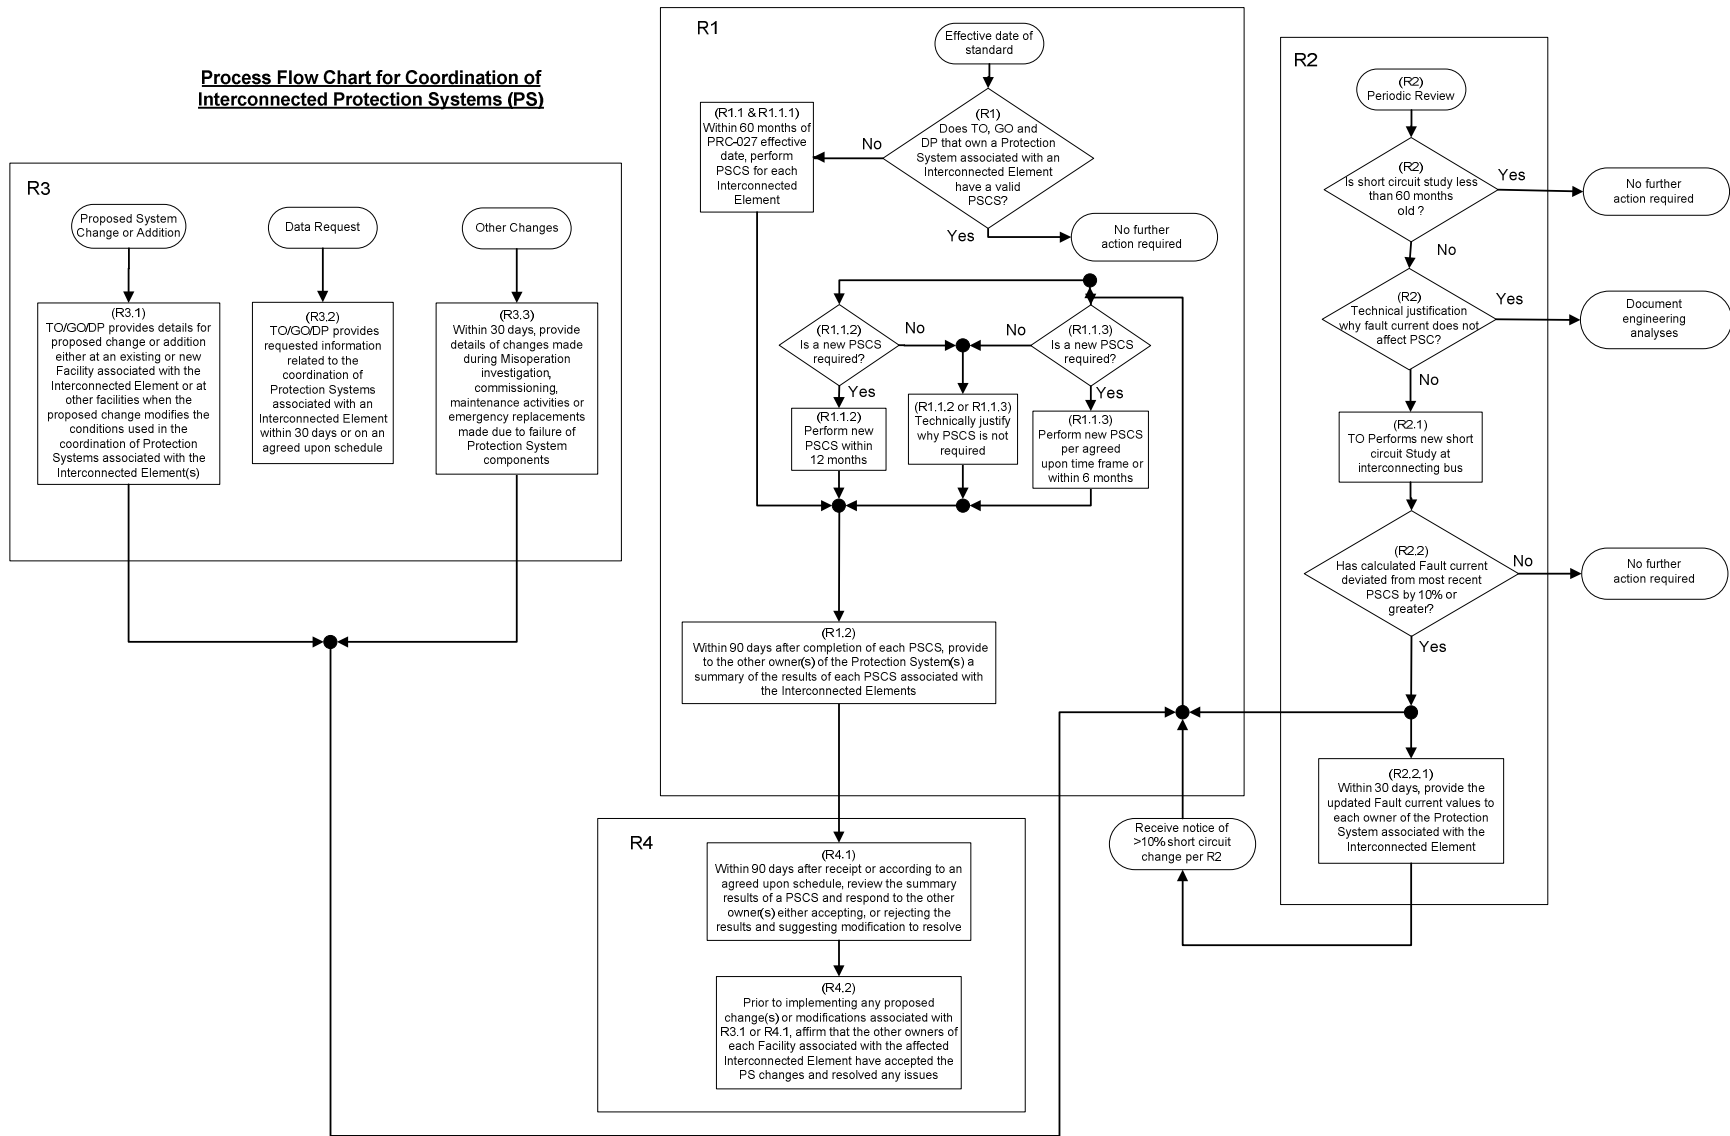 Process Flow Chart for Coordination of
Interconnected Protection Systems (PS)
R3
Proposed System
Change or Addition
Data Request
Other Changes
(R3.1)
TO/GO/DP provides details for
proposed change or addition
either at an existing or new
Facility associated with the
Interconnected Element or at
other facilities when the
proposed change modifies the
conditions used in the
coordination of Protection
Systems associated with the
Interconnected Element(s)
(R3.2)
TO/GO/DP provides
requested information
related to the
coordination of
Protection Systems
associated with an
Interconnected Element
within 30 days or on an
agreed upon schedule
(R3.3)
Within 30 days, provide
details of changes made
during Misoperation
investigation,
commissioning,
maintenance activities or
emergency replacements
made due to failure of
Protection System
components
R1
Effective date of
standard
(R1)
Does TO, GO and
DP that own a Protection
System associated with an
Interconnected Element
have a valid
PSCS?
No
(R1.1 & R1.1.1)
Within 60 months of
PRC-027 effective
date, perform
PSCS for each
Interconnected
Element
Yes
No further
action required
(R1.1.2)
Is a new PSCS
required?
No
No
(R1.1.3)
Is a new PSCS
required?
Yes
Yes
(R1.1.2)
Perform new
PSCS within
12 months
(R1.1.2 or R1.1.3)
Technically justify
why PSCS is not
required
(R1.1.3)
Perform new PSCS
per agreed
upon time frame or
within 6 months
(R1.2)
Within 90 days after completion of each PSCS, provide
to the other owner(s) of the Protection System(s) a
summary of the results of each PSCS associated with
the Interconnected Elements
R4
(R4.1)
Within 90 days after receipt or according to an
agreed upon schedule, review the summary
results of a PSCS and respond to the other
owner(s) either accepting, or rejecting the
results and suggesting modification to resolve
(R4.2)
Prior to implementing any proposed
change(s) or modifications associated with
R3.1 or R4.1, affirm that the other owners of
each Facility associated with the affected
Interconnected Element have accepted the
PS changes and resolved any issues
Receive notice of
>10% short circuit
change per R2
R2
(R2)
Periodic Review
(R2)
Is short circuit study less
than 60 months
old ?
Yes
No further
action required
No
(R2)
Technical justification
why fault current does not
affect PSC?
Yes
Document
engineering
analyses
No
(R2.1)
TO Performs new short
circuit Study at
interconnecting bus
(R2.2)
Has calculated Fault current
deviated from most recent
PSCS by 10% or
greater?
No
No further
action required
Yes
(R2.2.1)
Within 30 days, provide the
updated Fault current values to
each owner of the Protection
System associated with the
Interconnected Element